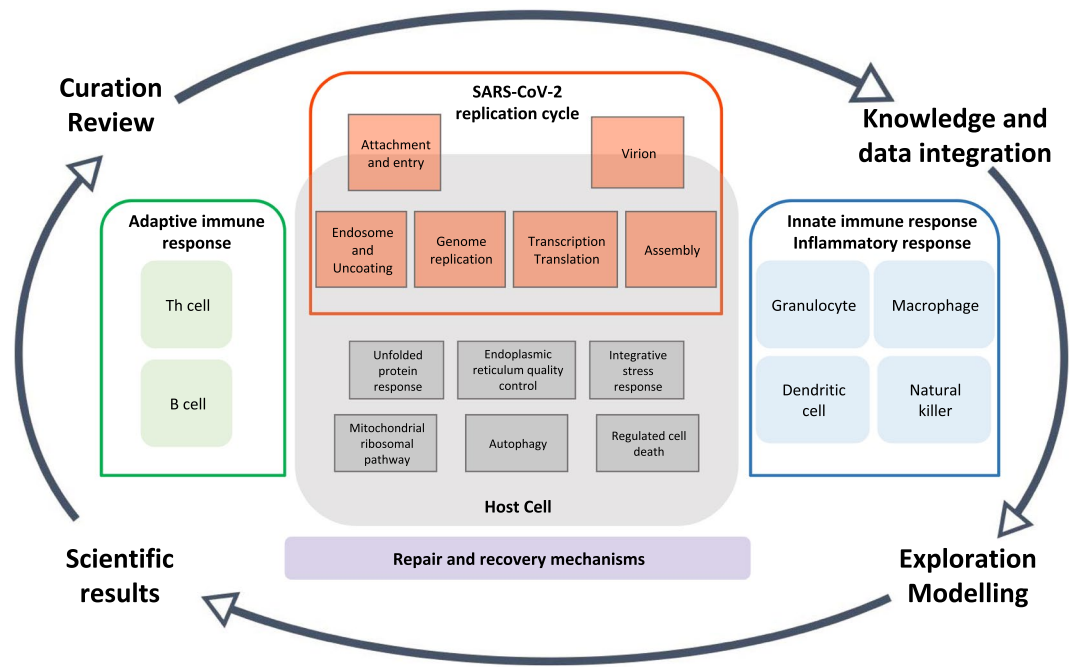 Curation
Review
Knowledge and
data integration
SARS-CoV-2
replication cycle
Attachment
and entry
Virion
Endosome
and
Uncoating
Genome
replication
Transcription
Translation
Assembly
Adaptive immune
response
Th cell
B cell
Innate immune response
Inflammatory response
Granulocyte
Macrophage
Dendritic
cell
Natural
killer
Unfolded
protein
response
Endoplasmic
reticulum quality
control
Integrative
stress
response
Mitochondrial
ribosomal
pathway
Autophagy
Regulated cell
death
Host Cell
Repair and recovery mechanisms
Scientific
results
Exploration
Modelling